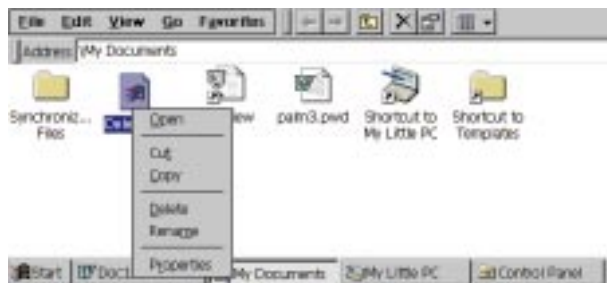 File Edit View Go Favorites
Address \My Documents
Synchroniz... Files
ew
palm3.pwd
Shortcut to My Little PC
Shortcut to Templates
Open
Cut
Copy
Delete
Rename
Properties
Start
My Documents
My Little PC
Control Panel